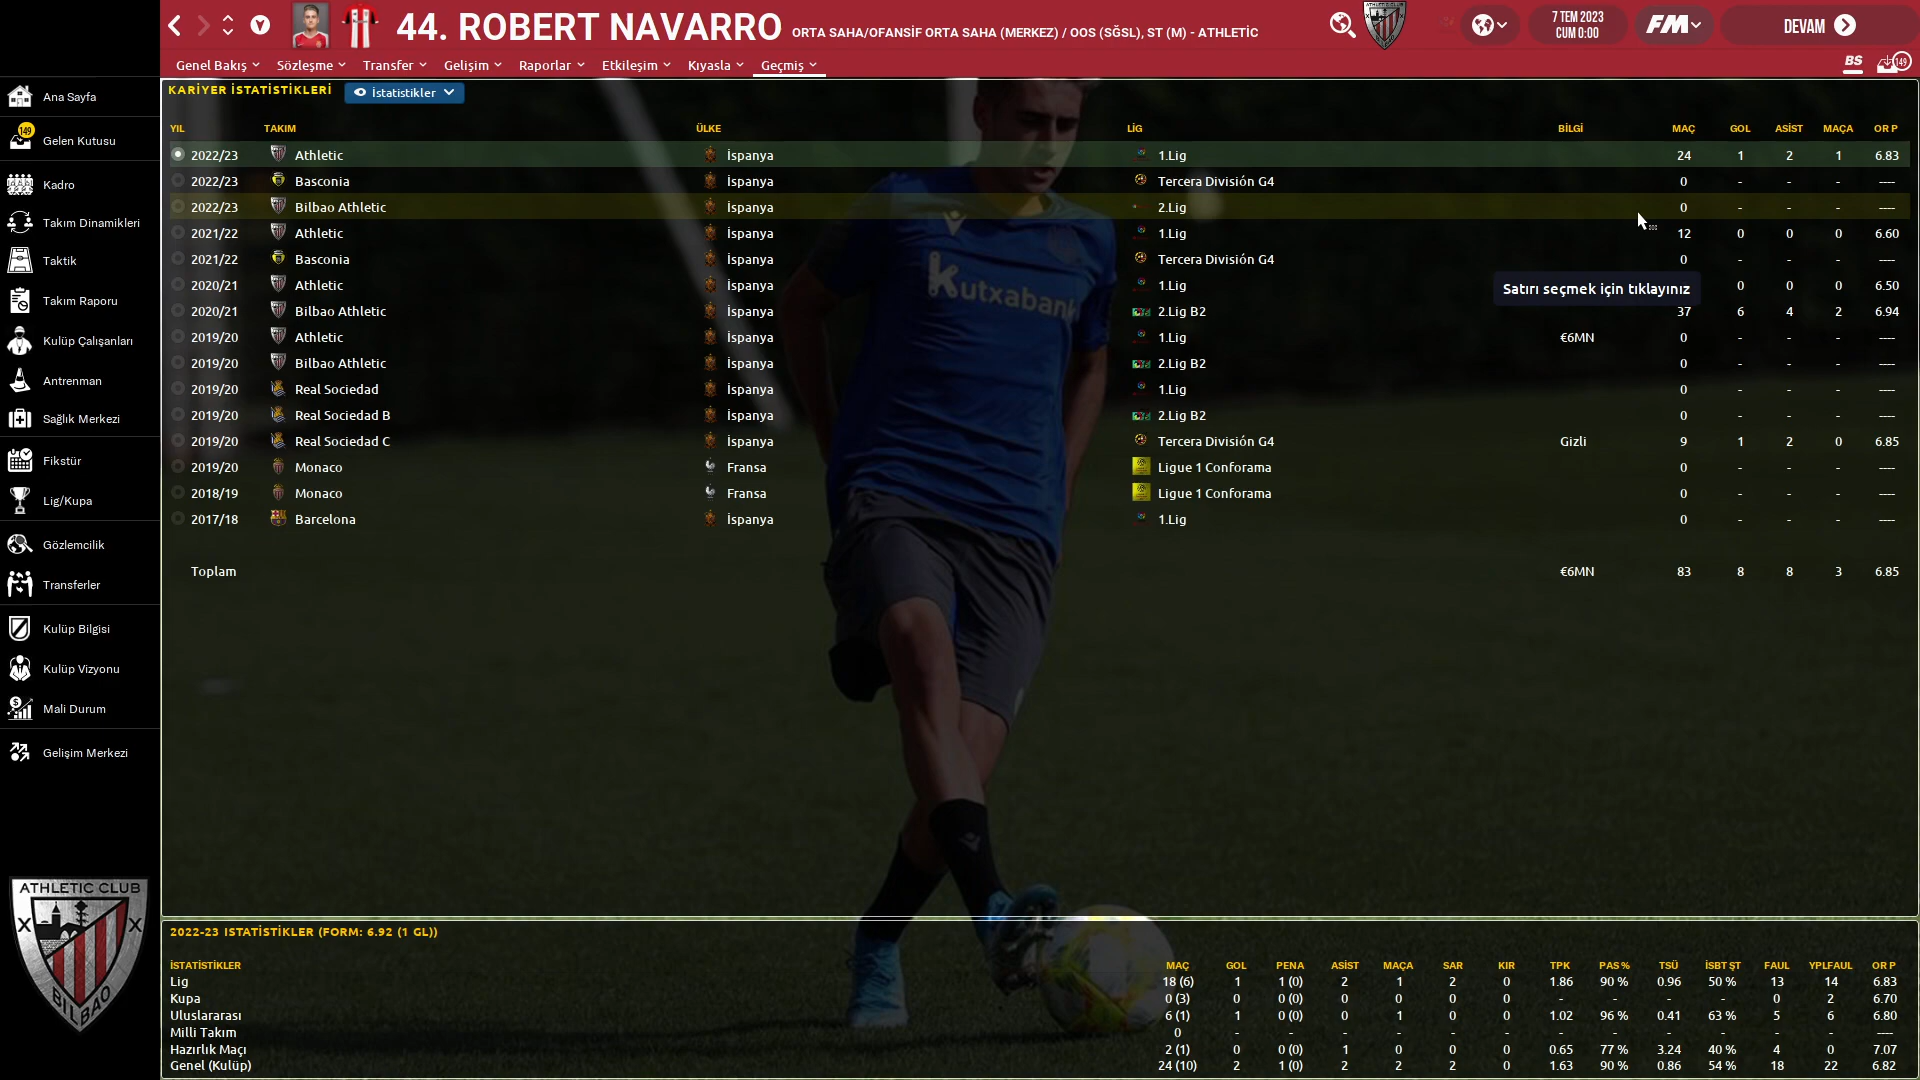 44. ROBERT NAVARRO ORTA SAHA/OFANSİF ORTA SAHA (MERKEZ) / OOS (SĞSL), ST (M) - ATHLETİC
7 TEM 2023
CUM 0:00
FM
DEVAM
Genel Bakış Sözleşme Transfer Gelişim Raporlar Etkileşim Kıyasla Geçmiş
BS 149
Ana Sayfa
149
Gelen Kutusu
Kadro
Takım Dinamikleri
Taktik
Takım Raporu
Kulüp Çalışanları
Antrenman
Sağlık Merkezi
Fikstür
Lig/Kupa
Gözlemcilik
Transferler
Kulüp Bilgisi
Kulüp Vizyonu
Mali Durum
Gelişim Merkezi
ATHLETIC CLUB
BILBAO
KARİYER İSTATİSTİKLERİ İstatistikler
YIL TAKIM ÜLKE LİG BİLGİ MAÇ GOL ASİST MAÇA OR P
2022/23 Athletic İspanya 1.Lig 24 1 2 1 6.83
2022/23 Basconia İspanya Tercera División G4 0 - - - ----
2022/23 Bilbao Athletic İspanya 2.Lig 0 - - - ----
2021/22 Athletic İspanya 1.Lig 12 0 0 0 6.60
2021/22 Basconia İspanya Tercera División G4 0 - - - ----
2020/21 Athletic İspanya 1.Lig 0 0 0 6.50
Satırı seçmek için tıklayınız
2020/21 Bilbao Athletic İspanya 2.Lig B2 37 6 4 2 6.94
2019/20 Athletic İspanya 1.Lig €6MN 0 - - - ----
2019/20 Bilbao Athletic İspanya 2.Lig B2 0 - - - ----
2019/20 Real Sociedad İspanya 1.Lig 0 - - - ----
2019/20 Real Sociedad B İspanya 2.Lig B2 0 - - - ----
2019/20 Real Sociedad C İspanya Tercera División G4 Gizli 9 1 2 0 6.85
2019/20 Monaco Fransa Ligue 1 Conforama 0 - - - ----
2018/19 Monaco Fransa Ligue 1 Conforama 0 - - - ----
2017/18 Barcelona İspanya 1.Lig 0 - - - ----
Toplam €6MN 83 8 8 3 6.85
Kutxabank
2022-23 ISTATİSTİKLER (FORM: 6.92 (1 GL))
İSTATİSTİKLER MAÇ GOL PENA ASİST MAÇA SAR KIR TPK PAS % TSÜ İSBT ŞT FAUL YPLFAUL OR P
Lig 18 (6) 1 1 (0) 2 1 2 0 1.86 90 % 0.96 50 % 13 14 6.83
Kupa 0 (3) 0 0 (0) 0 0 0 0 - - - - 0 2 6.70
Uluslararası 6 (1) 1 0 (0) 0 1 0 0 1.02 96 % 0.41 63 % 5 6 6.80
Milli Takım 0 - - - - - - - - - - - - ----
Hazırlık Maçı 2 (1) 0 0 (0) 1 0 0 0 0.65 77 % 3.24 40 % 4 0 7.07
Genel (Kulüp) 24 (10) 2 1 (0) 2 2 2 0 1.63 90 % 0.86 54 % 18 22 6.82